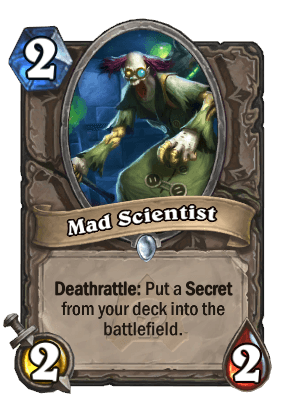 2
Mad Scientist
Deathrattle: Put a Secret
from your deck into the
battlefield.
2
2